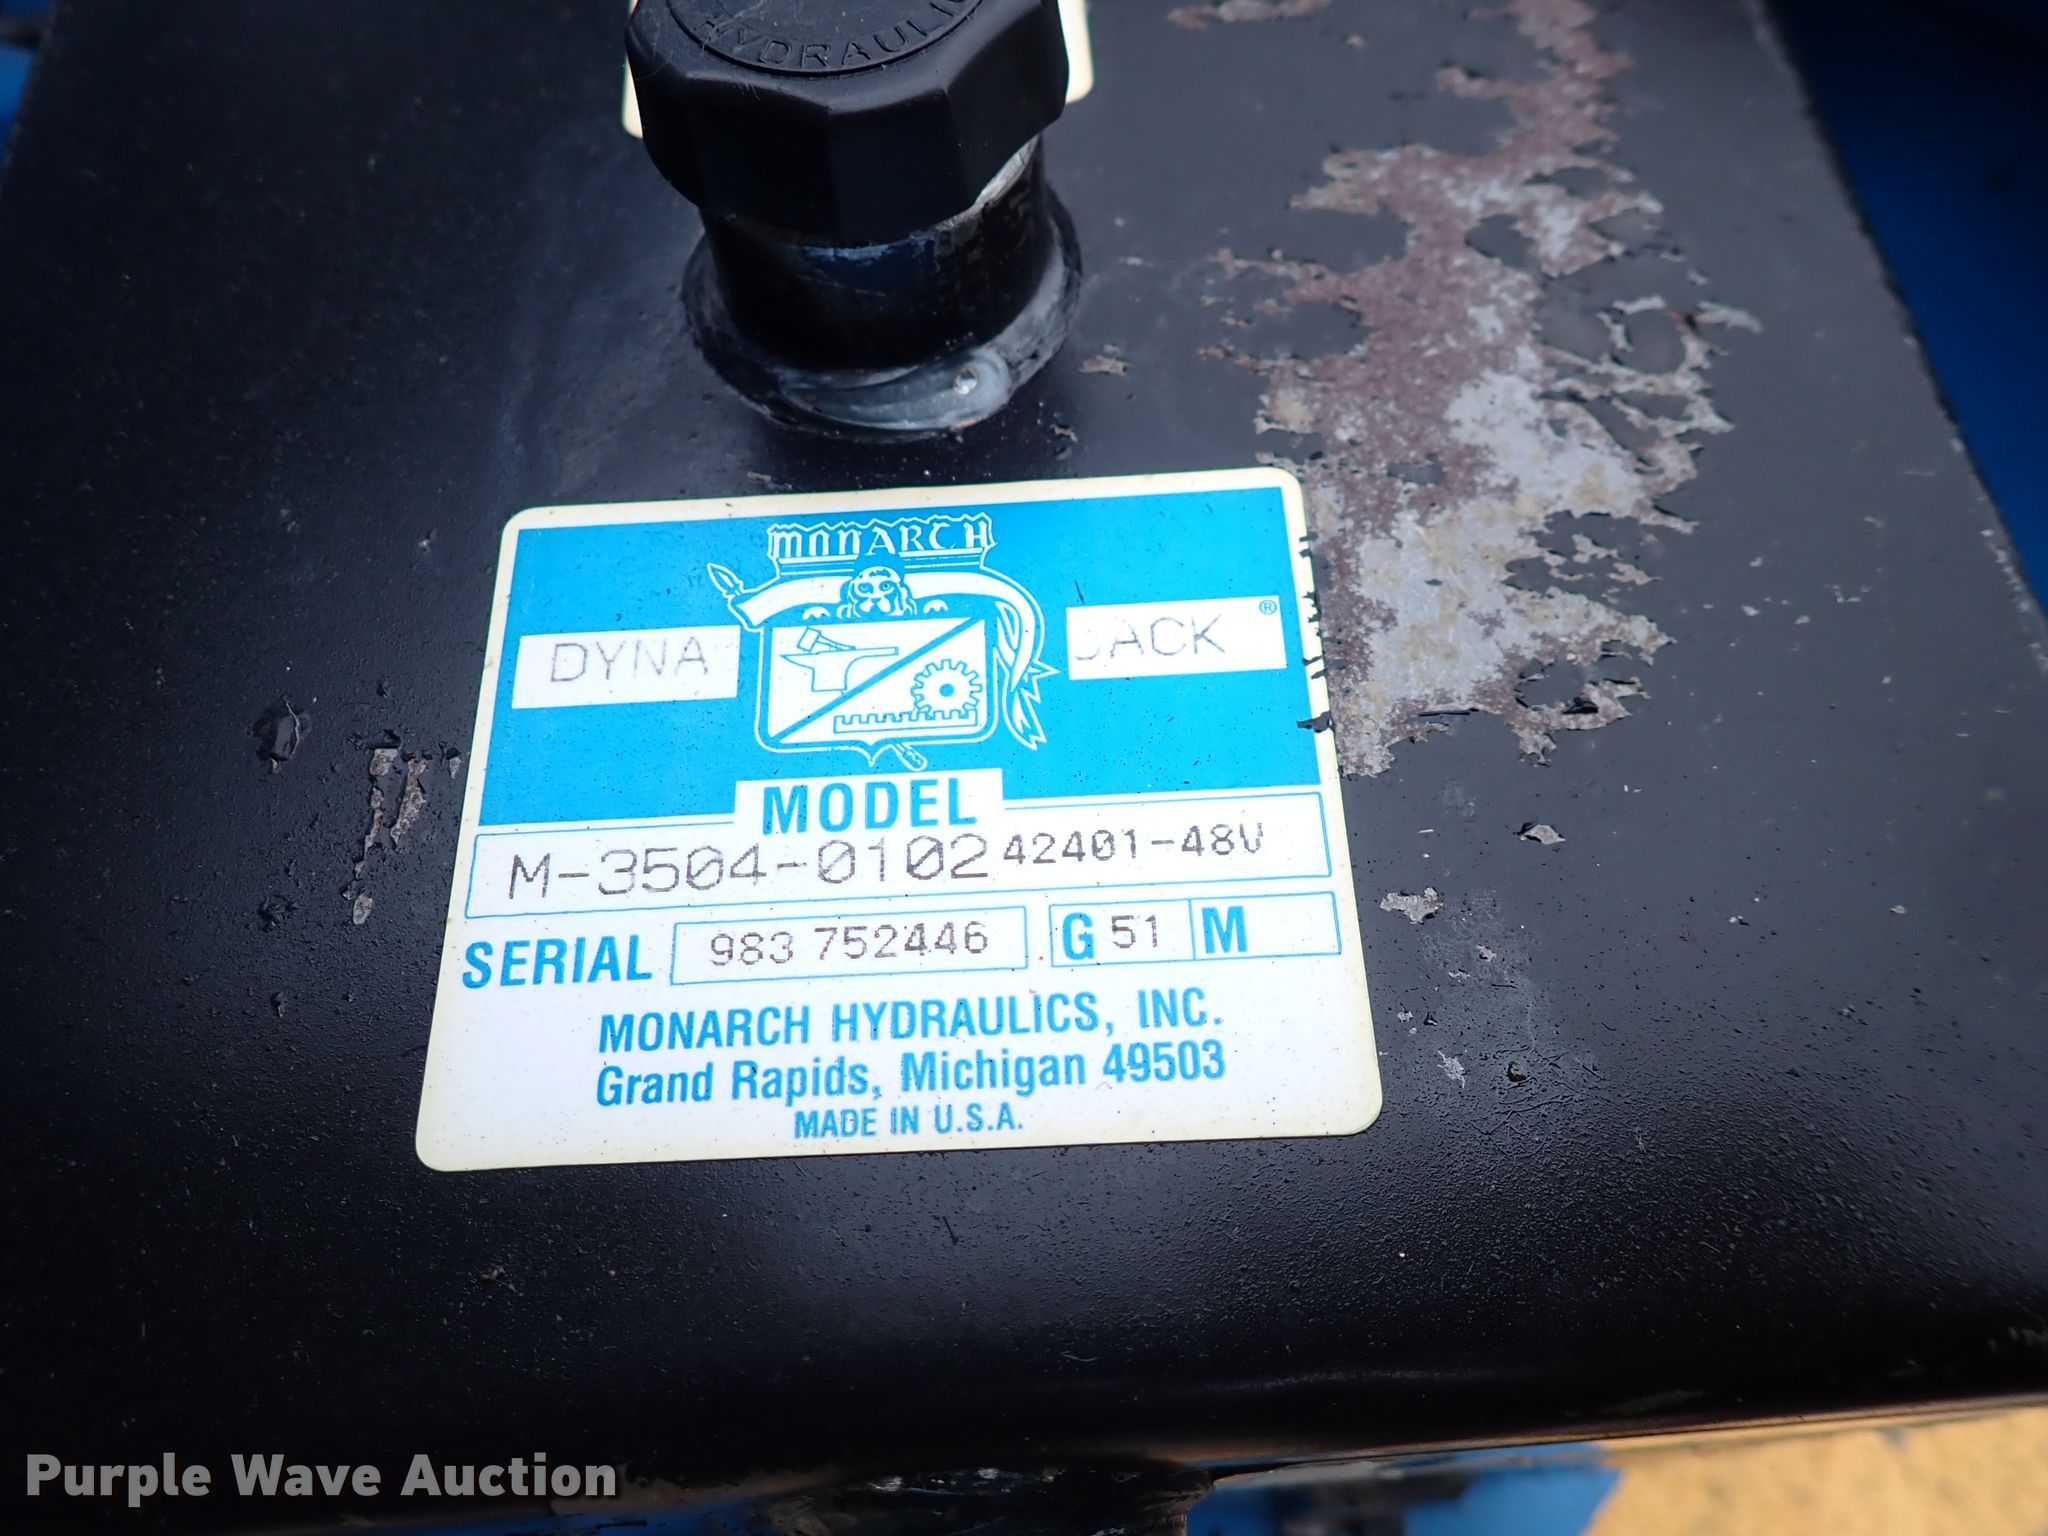 HYDRAULIC
MONARCH
DYNA JACK ®
MODEL
M-3504-0102 42401-48V
SERIAL 983 752446 G 51 M
MONARCH HYDRAULICS, INC.
Grand Rapids, Michigan 49503
MADE IN U.S.A.
Purple Wave Auction